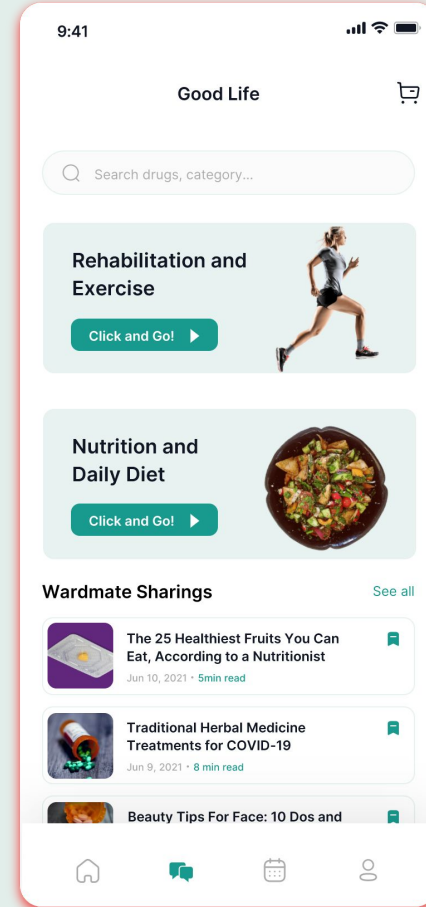 9:41
Good Life
Search drugs, category...
Rehabilitation and
Exercise
Click and Go!
Nutrition and
Daily Diet
Click and Go!
Wardmate Sharings
See all
The 25 Healthiest Fruits You Can
Eat, According to a Nutritionist
Jun 10, 2021 • 5min read
Traditional Herbal Medicine
Treatments for COVID-19
Jun 9, 2021 • 8 min read
Beauty Tips For Face: 10 Dos and